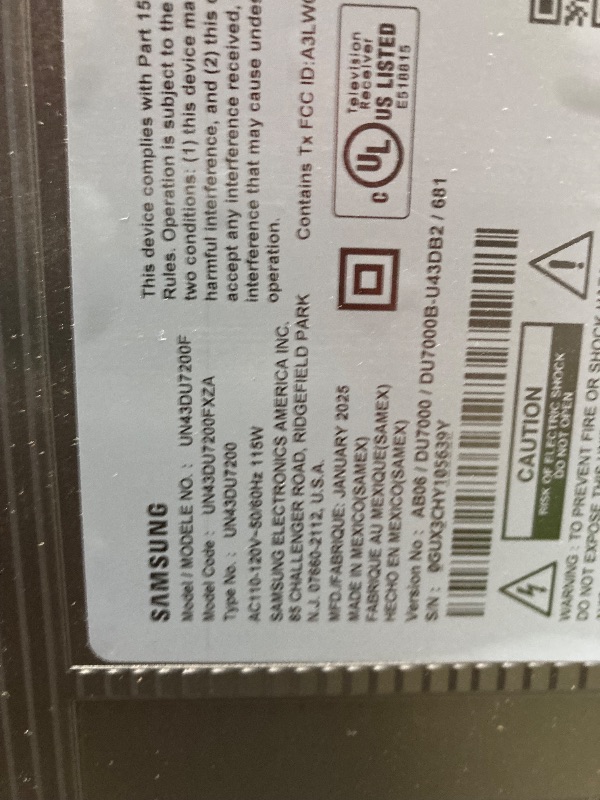 SAMSUNG
Model / MODELE NO. : UN43DU7200F
Model Code : UN43DU7200FXZA
Type No. : UN43DU7200
AC110-120V~50/60Hz 115W
SAMSUNG ELECTRONICS AMERICA INC.
85 CHALLENGER ROAD, RIDGEFIELD PARK
N.J. 07660-2112, U.S.A.
MFD./FABRIQUE: JANUARY 2025
MADE IN MEXICO(SAMEX)
FABRIQUE AU MEXIQUE(SAMEX)
HECHO EN MEXICO(SAMEX)
Version No : AB06 / DU7000 / DU7000B-U43DB2 / 681
S/N : 0GUX3CHY105639Y
This device complies with Part 15
Rules. Operation is subject to the
two conditions: (1) this device ma
harmful interference, and (2) this
accept any interference received,
interference that may cause unde
operation.
Contains Tx FCC ID:A3LW
C UL US LISTED
Television
Receiver
E518815
CAUTION
RISK OF ELECTRIC SHOCK
DO NOT OPEN
WARNING : TO PREVENT FIRE OR SHOCK
DO NOT EXPOSE